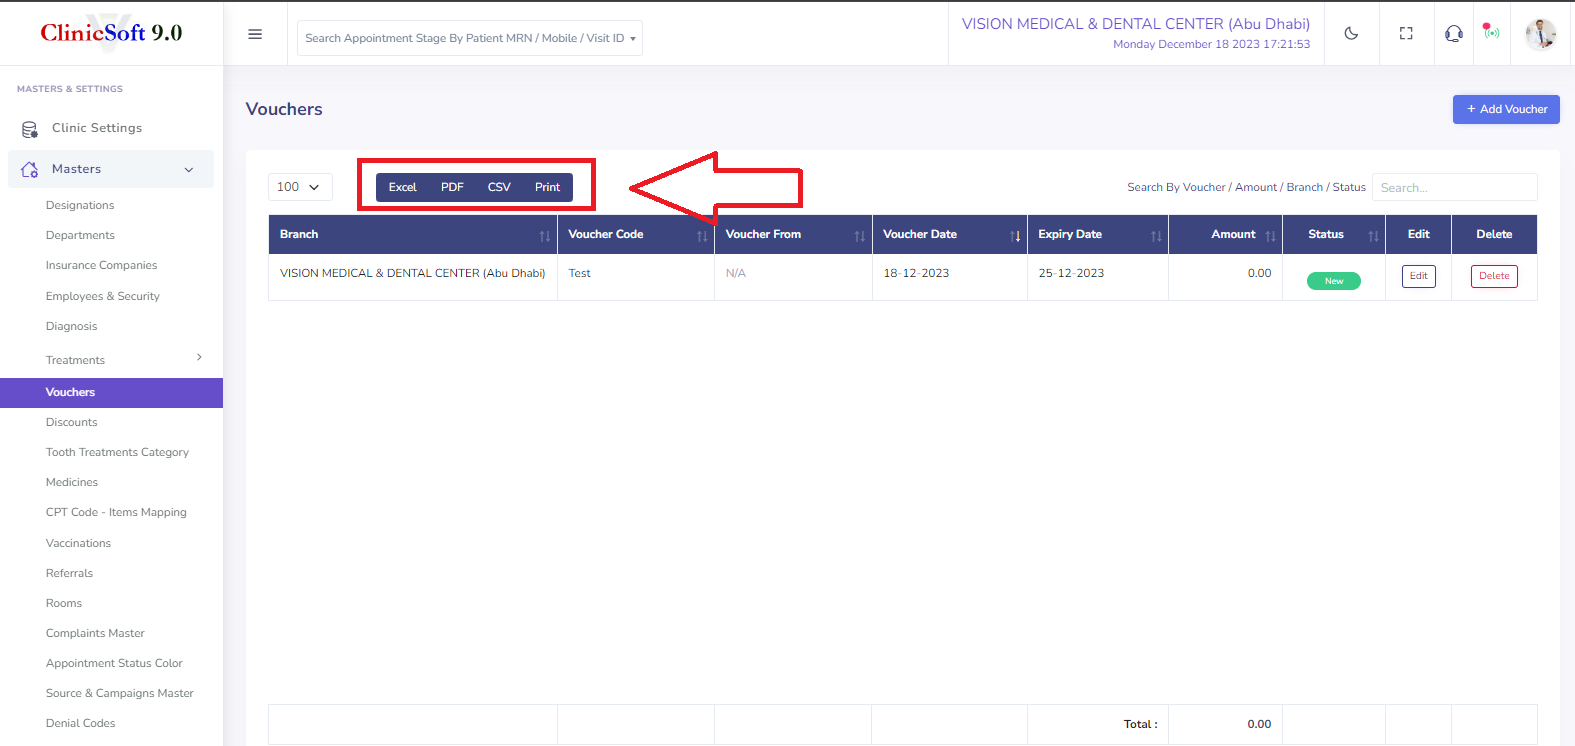 ClinicSoft 9.0
Search Appointment Stage By Patient MRN / Mobile / Visit ID
VISION MEDICAL & DENTAL CENTER (Abu Dhabi)
Monday December 18 2023 17:21:53
MASTERS & SETTINGS
Clinic Settings
Masters
Designations
Departments
Insurance Companies
Employees & Security
Diagnosis
Treatments
Vouchers
Discounts
Tooth Treatments Category
Medicines
CPT Code - Items Mapping
Vaccinations
Referrals
Rooms
Complaints Master
Appointment Status Color
Source & Campaigns Master
Denial Codes
Vouchers
+ Add Voucher
100
Excel PDF CSV Print
Search By Voucher / Amount / Branch / Status Search...
Branch Voucher Code Voucher From Voucher Date Expiry Date Amount Status Edit Delete
VISION MEDICAL & DENTAL CENTER (Abu Dhabi) Test N/A 18-12-2023 25-12-2023 0.00 New Edit Delete
Total : 0.00